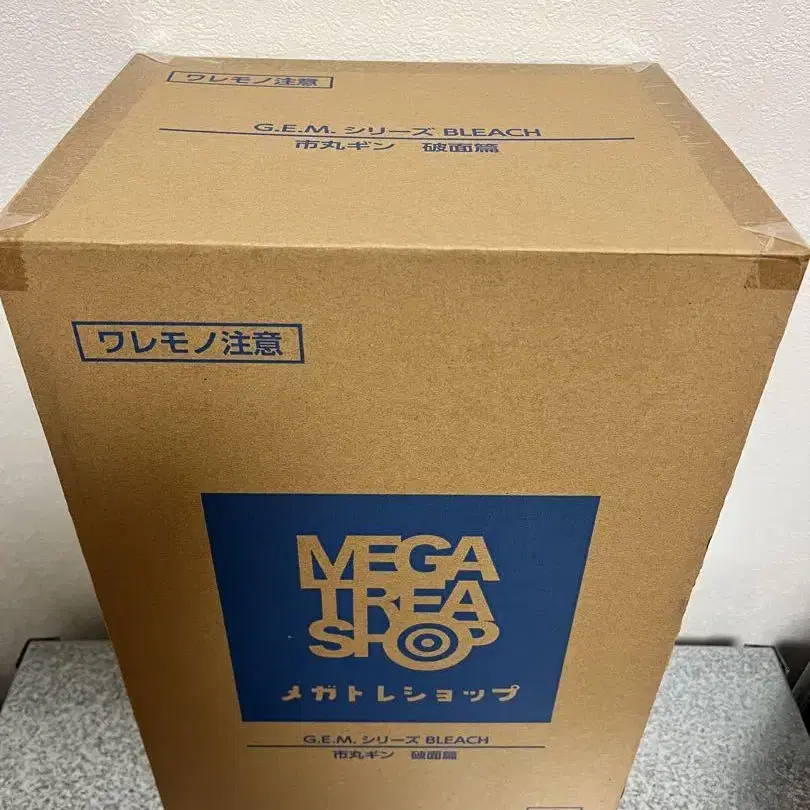 ワレモノ注意
G.E.M. シリーズ BLEACH
市丸ギン 破面篇
ワレモノ注意
MEGA
TREA
SHOP
メガトレショップ
G.E.M. シリーズ BLEACH
市丸ギン 破面篇